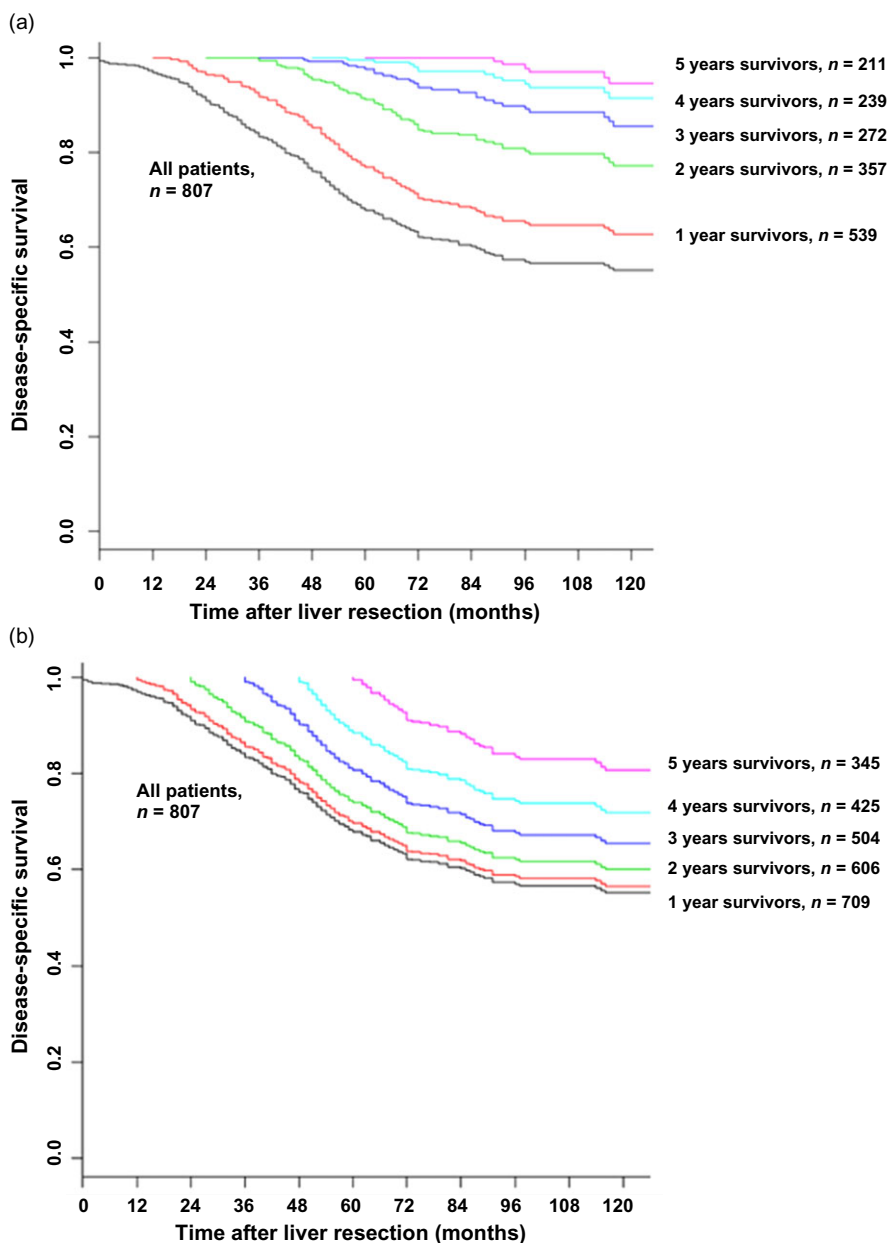 (a)
1.0
0.8
0.6
0.4
0.2
0.0
Disease-specific survival
All patients,
n = 807
5 years survivors, n = 211
4 years survivors, n = 239
3 years survivors, n = 272
2 years survivors, n = 357
1 year survivors, n = 539
0 12 24 36 48 60 72 84 96 108 120
Time after liver resection (months)
(b)
1.0
0.8
0.6
0.4
0.2
0.0
Disease-specific survival
All patients,
n = 807
5 years survivors, n = 345
4 years survivors, n = 425
3 years survivors, n = 504
2 years survivors, n = 606
1 year survivors, n = 709
0 12 24 36 48 60 72 84 96 108 120
Time after liver resection (months)